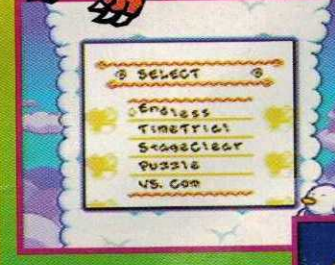 SELECT
Endless
TimeTrial
StageClear
Puzzle
VS. Com